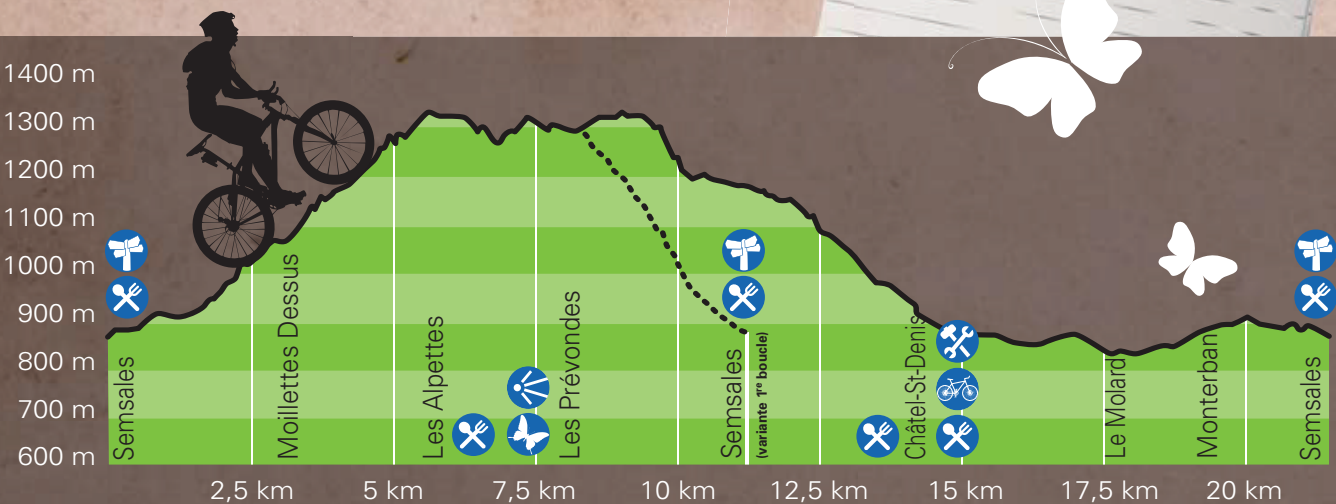 1400 m
1300 m
1200 m
1100 m
1000 m
900 m
800 m
700 m
600 m
Semsales
Moillettes Dessus
Les Alpettes
Les Prévondes
Semsales
(variante 1re boucle)
Châtel-St-Denis
Le Molard
Monterban
Semsales
2,5 km
5 km
7,5 km
10 km
12,5 km
15 km
17,5 km
20 km